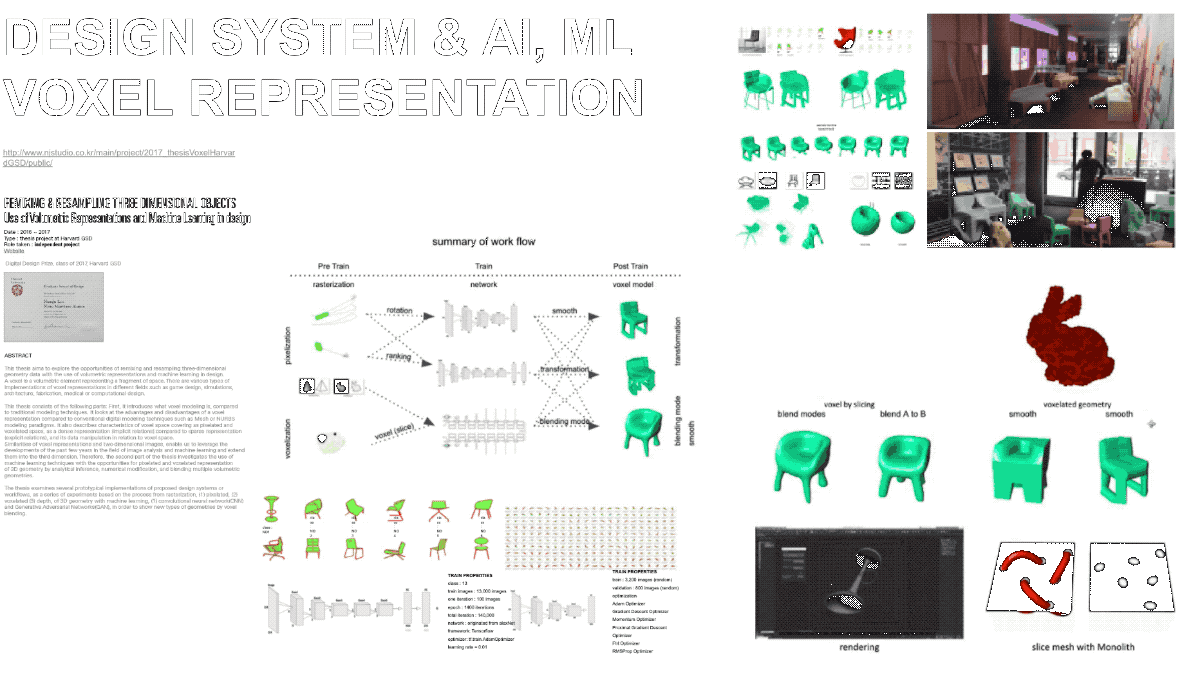 DESIGN SYSTEM & AI, ML
VOXEL REPRESENTATION
http://www.njstudio.co.kr/main/project/2017_thesisVoxelHarvar
dGSD/public/
REMIXING & RESAMPLING THREE DIMENSIONAL OBJECTS
Use of Volumetric Representations and Machine Learning in design
Date : 2016 – 2017
Type : thesis project at Harvard GSD
Role taken : independent project
Website
Digital Design Prize, class of 2017, Harvard GSD
ABSTRACT
This thesis aims to explore the opportunities of remixing and resampling three-dimensional
geometry data with the use of volumetric representations and machine learning in design.
A voxel is a volumetric element representing a fragment of space. There are various types of
implementations of voxel representations in different fields such as game design, simulations,
architecture, fabrication, medical or computational design.
This thesis consists of the following parts: First, it introduces what voxel modeling is, compared
to traditional modeling techniques. It looks at the advantages and disadvantages of a voxel
representation compared to conventional digital modeling techniques such as Mesh or NURBS
modeling paradigms. It also describes characteristics of voxel space covering as pixelated and
voxelated space, as a dense representation (implicit relations) compared to sparse representation
(explicit relations), and its data manipulation in relation to voxel space.
Similarities of voxel representations and two-dimensional images, enable us to leverage the
developments of the past few years in the field of image analysis and machine learning and extend
them into the third dimension. Therefore, the second part of the thesis investigates the use of
machine learning techniques with the opportunities for pixelated and voxelated representation
of 3D geometry by analytical inference, numerical modification, and blending multiple volumetric
geometries.
The thesis examines several prototypical implementations of proposed design systems or
workflows, as a series of experiments based on the process from rasterization, (1) pixelated, (2)
voxelated (3) depth, of 3D geometry with machine learning, (1) convolutional neural network(CNN)
and Generative Adversarial Networks(GAN), in order to show new types of geometries by voxel
blending.
summary of work flow
Pre Train
Train
Post Train
rasterization
network
voxel model
pixelization
voxelization
rotation
ranking
voxel (slice)
smooth
transformation
blending mode
transformation
blending mode
smooth
TRAIN PROPERTIES
class : 13
train images : 13,000 images
one iteration : 100 images
epoch : 1400 iterations
total iteration : 140,000
network : originated from alexNet
framework: Tensorflow
optimizer: tf.train.AdamOptimizer
learning rate = 0.01
TRAIN PROPERTIES
train : 3,200 images (random)
validation : 800 images (random)
optimization
Adam Optimizer
Gradient Descent Optimizer
Momentum Optimizer
Proximal Gradient Descent
Optimizer
Ftrl Optimizer
RMSProp Optimizer
voxel by slicing
blend modes
blend A to B
voxelated geometry
smooth
smooth
rendering
slice mesh with Monolith